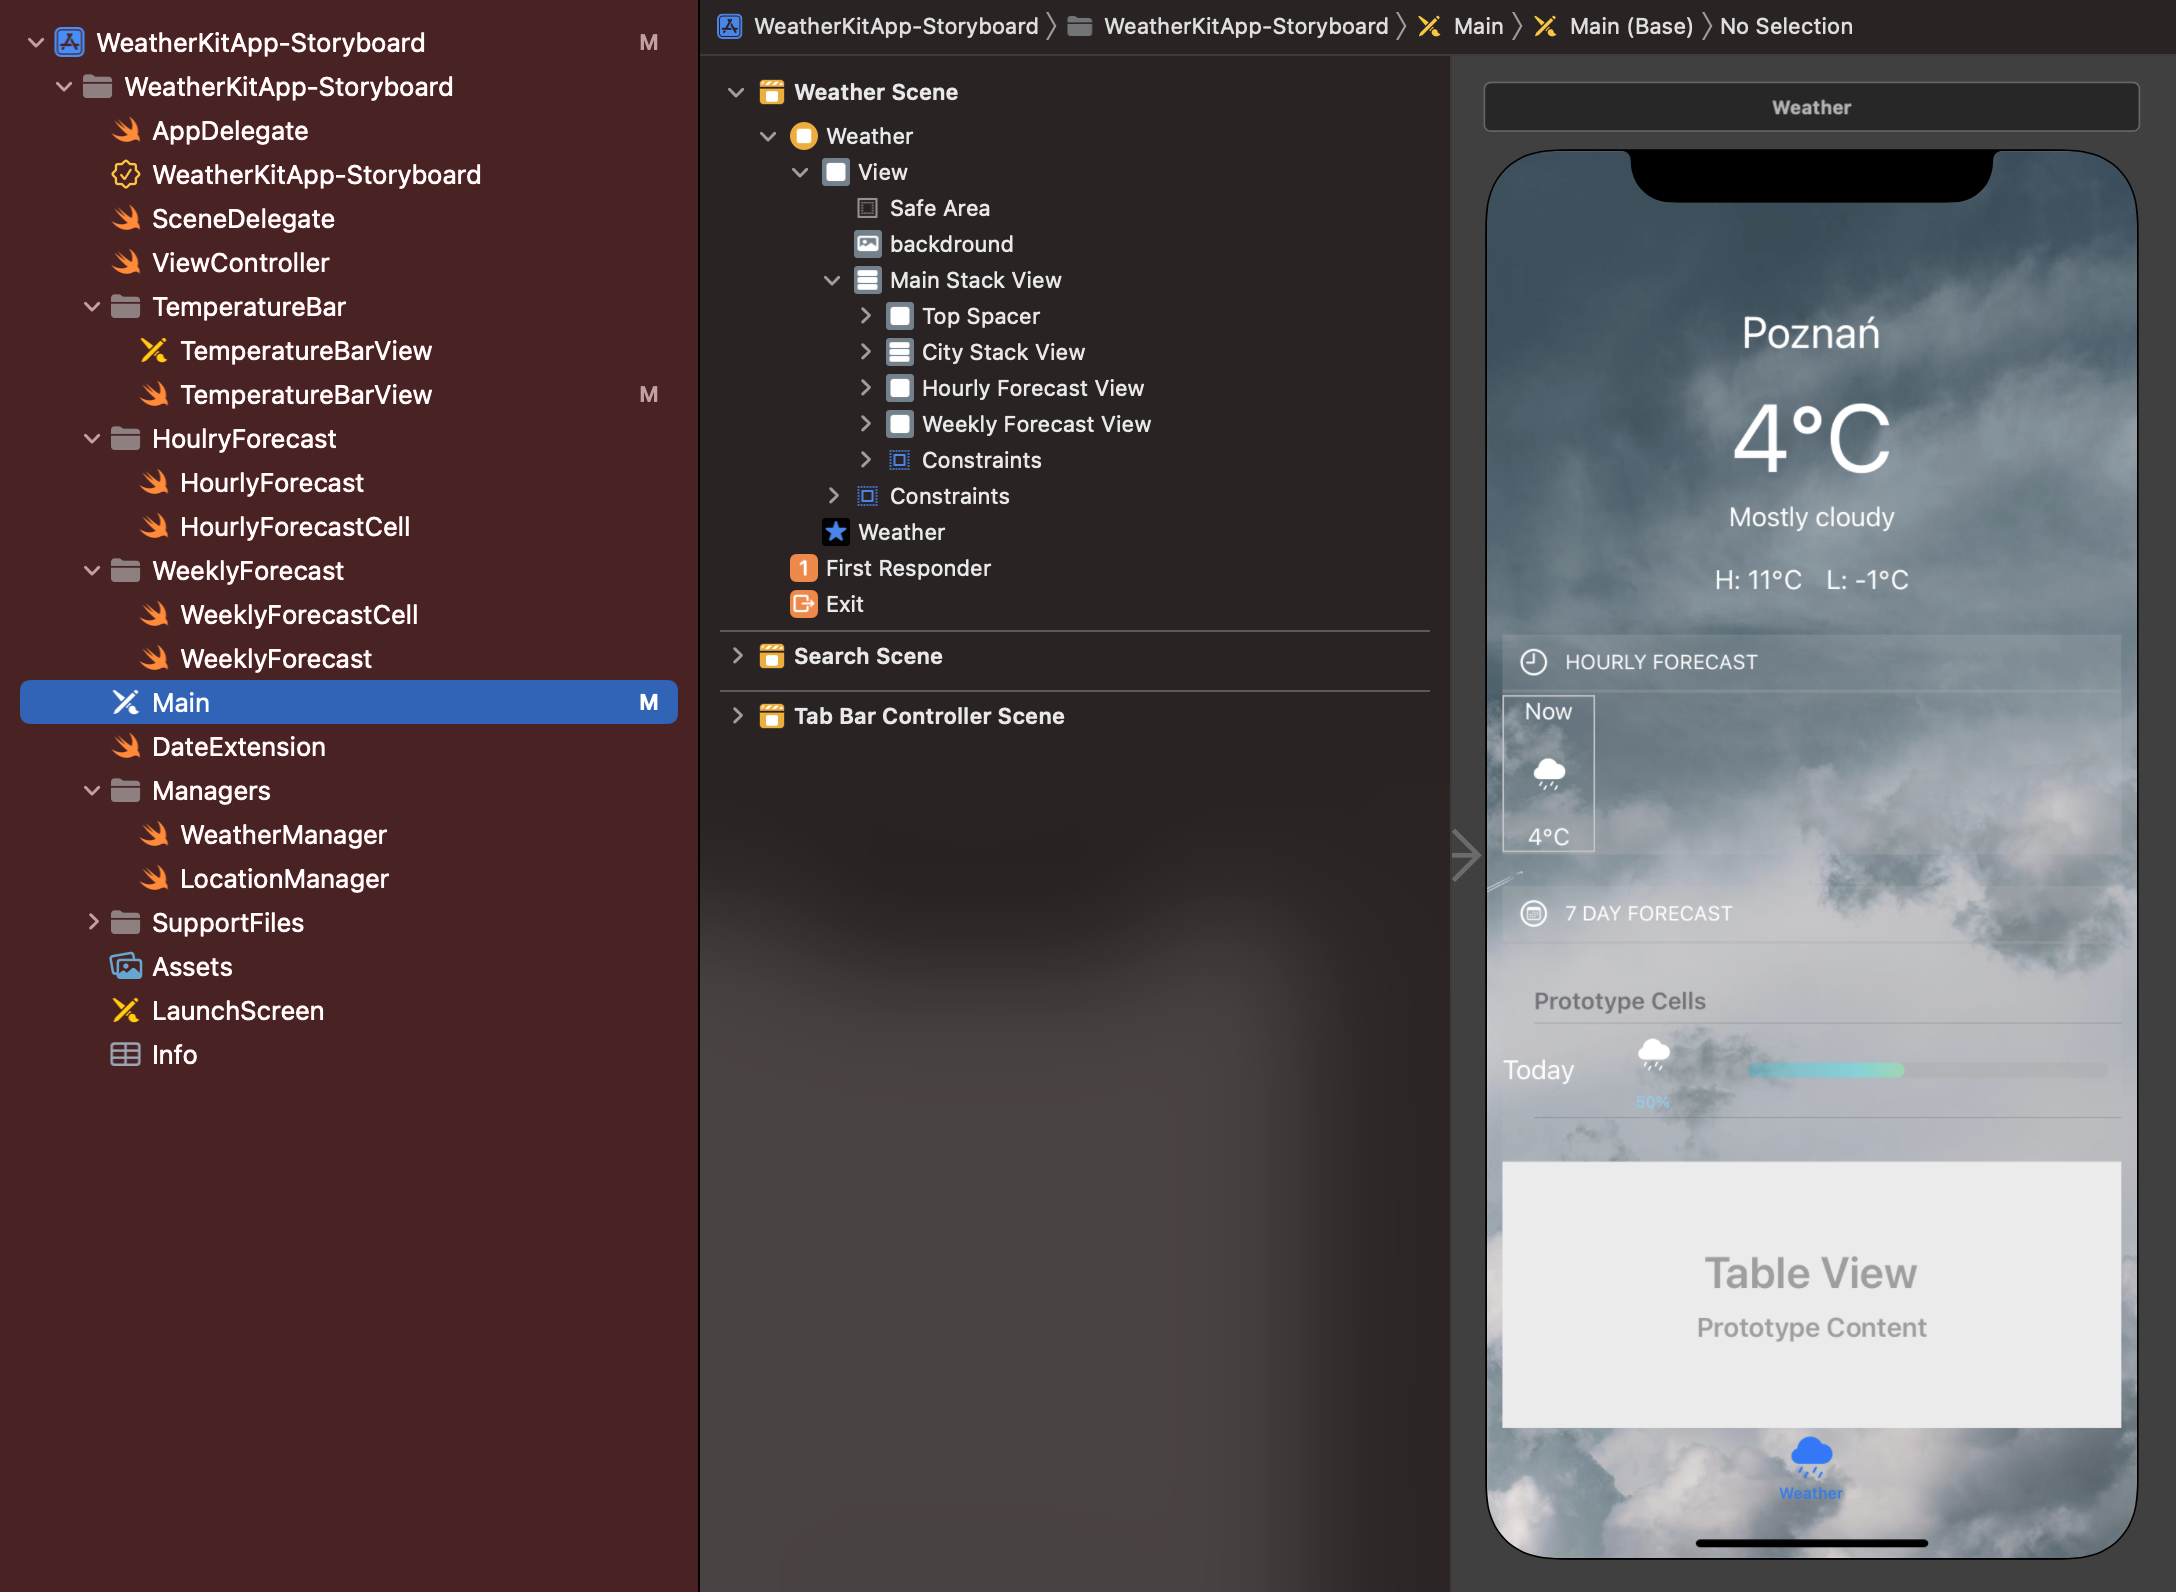 WeatherKitApp-Storyboard M
WeatherKitApp-Storyboard
AppDelegate
WeatherKitApp-Storyboard
SceneDelegate
ViewController
TemperatureBar
TemperatureBarView
TemperatureBarView M
HoulryForecast
HourlyForecast
HourlyForecastCell
WeeklyForecast
WeeklyForecastCell
WeeklyForecast
Main M
DateExtension
Managers
WeatherManager
LocationManager
SupportFiles
Assets
LaunchScreen
Info
WeatherKitApp-Storyboard WeatherKitApp-Storyboard Main Main (Base) No Selection
Weather Scene
Weather
View
Safe Area
backdround
Main Stack View
Top Spacer
City Stack View
Hourly Forecast View
Weekly Forecast View
Constraints
Constraints
Weather
1 First Responder
Exit
Search Scene
Tab Bar Controller Scene
Weather
Poznań
4°C
Mostly cloudy
H: 11°C L: -1°C
HOURLY FORECAST
Now
4°C
7 DAY FORECAST
Prototype Cells
Today
50%
Table View
Prototype Content
Weather